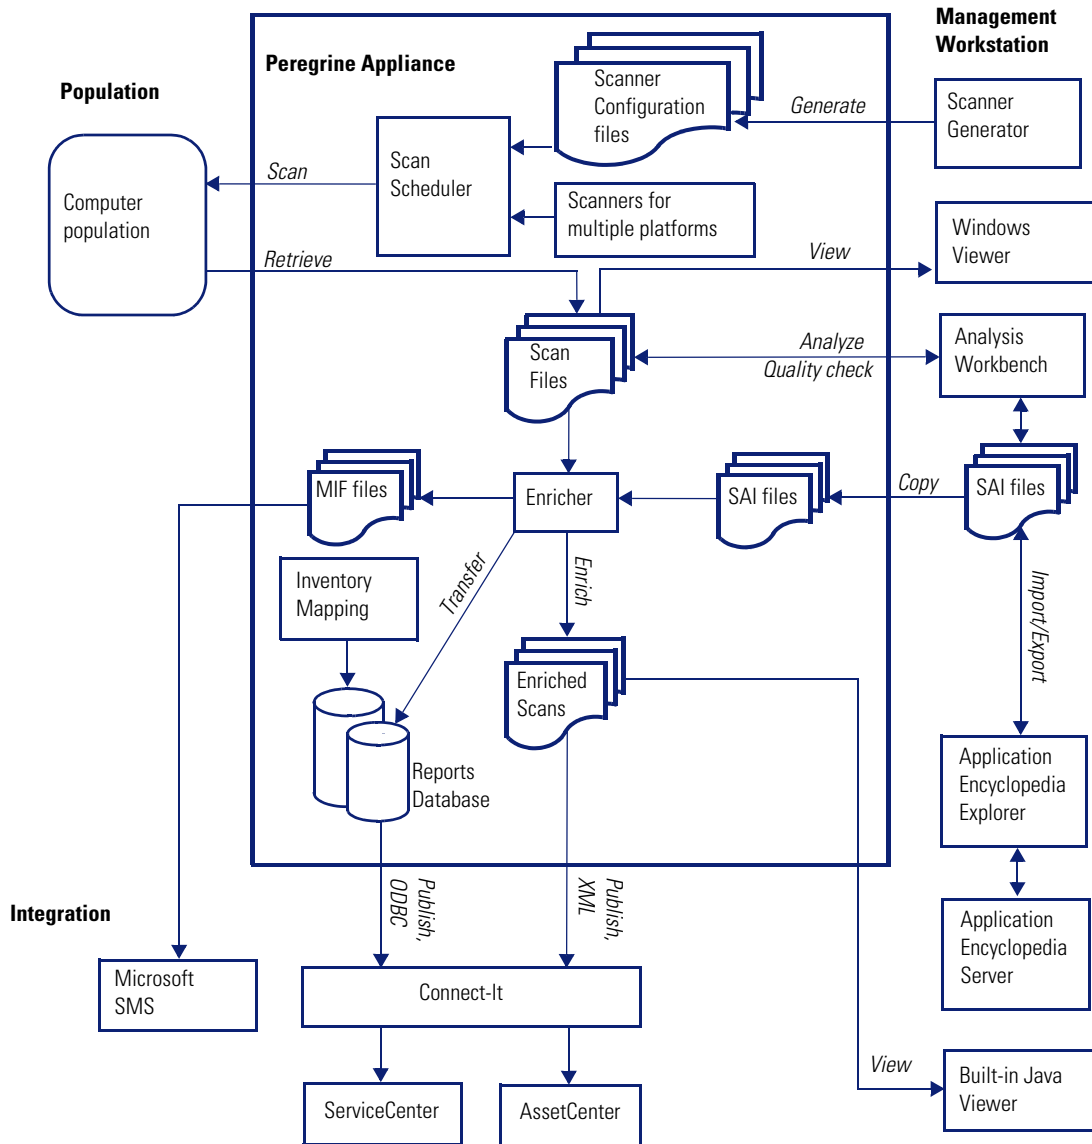 Management
Workstation
Peregrine Appliance
Population
Scanner
Configuration
files
Generate
Scanner
Generator
Scan
Scheduler
Scan
Computer
population
Scanners for
multiple platforms
Windows
Viewer
Retrieve
View
Scan
Files
Analyze
Quality check
Analysis
Workbench
MIF files
Enricher
SAI files
Copy
SAI files
Inventory
Mapping
Transfer
Enrich
Import/Export
Enriched
Scans
Reports
Database
Application
Encyclopedia
Explorer
Publish,
ODBC
Publish,
XML
Integration
Application
Encyclopedia
Server
Microsoft
SMS
Connect-It
View
Built-in Java
Viewer
ServiceCenter
AssetCenter